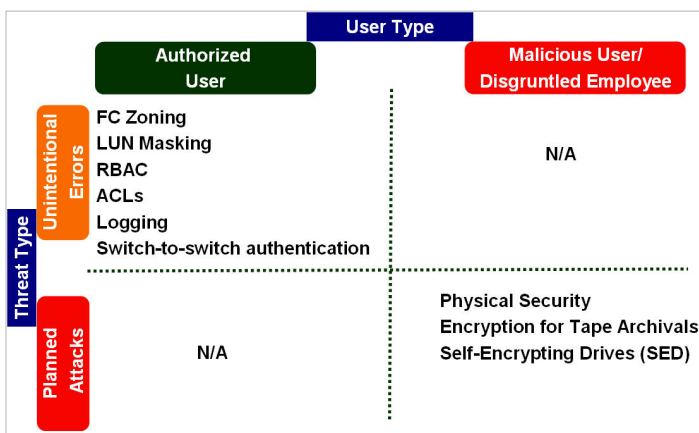 User Type
Authorized
User
Malicious User/
Disgruntled Employee
Threat Type
Unintentional
Errors
FC Zoning
LUN Masking
RBAC
ACLs
Logging
Switch-to-switch authentication
N/A
Planned
Attacks
N/A
Physical Security
Encryption for Tape Archivals
Self-Encrypting Drives (SED)